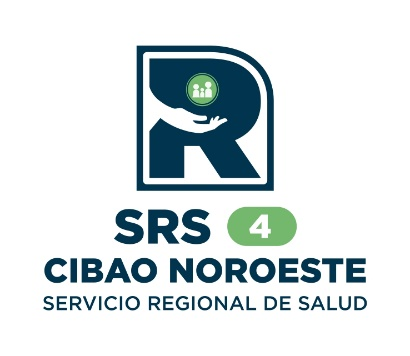 R
SRS 4
CIBAO NOROESTE
SERVICIO REGIONAL DE SALUD